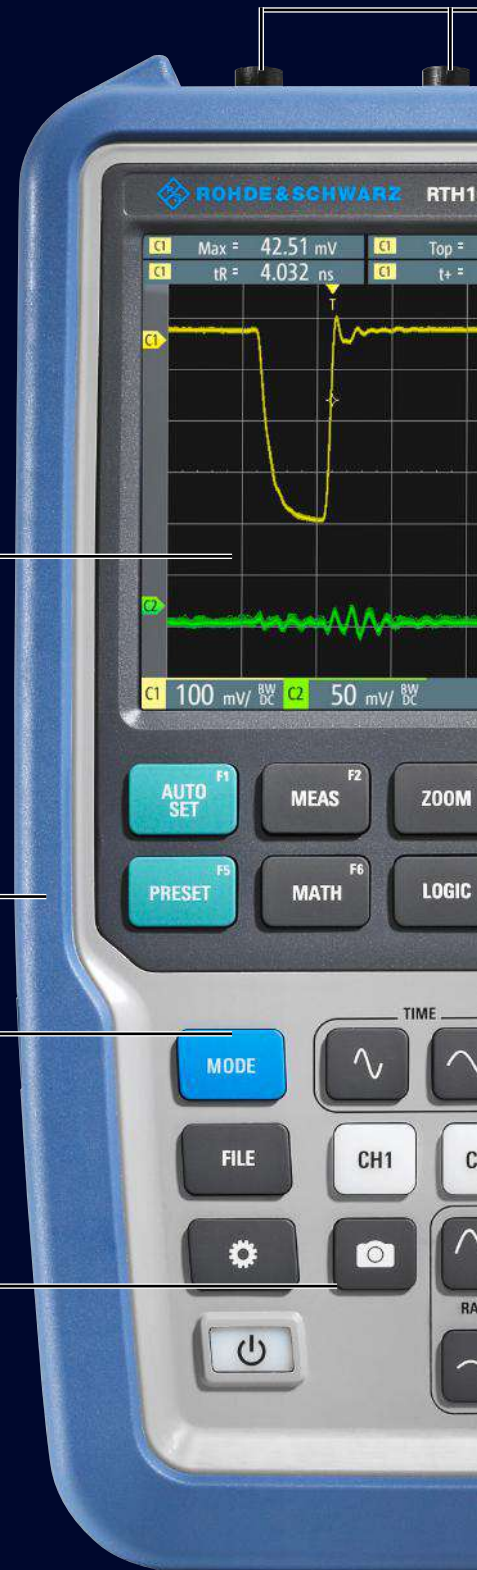 ROHDE & SCHWARZ RTH1
C1 Max = 42.51 mV C1 Top =
C1 tR = 4.032 ns C1 t+ =
T
C1
C2
C1 100 mV/ BW DC C2 50 mV/ BW DC
F1 F2
AUTO SET MEAS ZOOM
F5 F6
PRESET MATH LOGIC
TIME
MODE
FILE CH1 C
RA